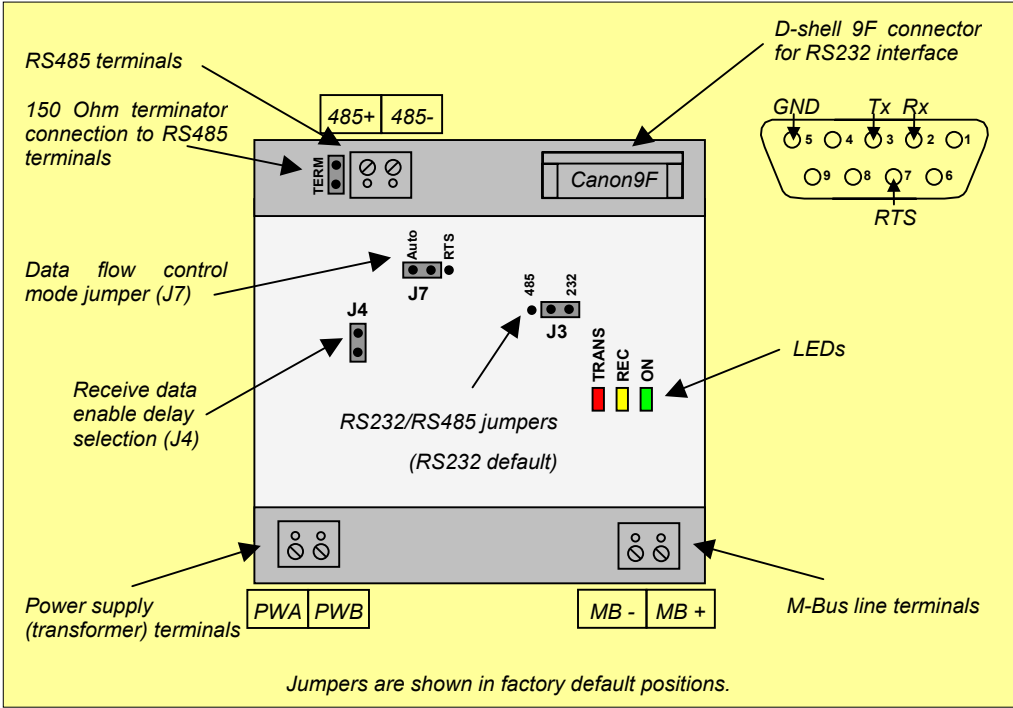 RS485 terminals
D-shell 9F connector
for RS232 interface
150 Ohm terminator
connection to RS485
terminals
485+ 485-
GND Tx Rx
5 4 3 2 1
9 8 7 6
RTS
TERM
Canon9F
Data flow control
mode jumper (J7)
Auto RTS
J7
485 232
J3
J4
TRANS REC ON
LEDs
Receive data
enable delay
selection (J4)
RS232/RS485 jumpers
(RS232 default)
Power supply
(transformer) terminals
PWA PWB
MB - MB +
M-Bus line terminals
Jumpers are shown in factory default positions.